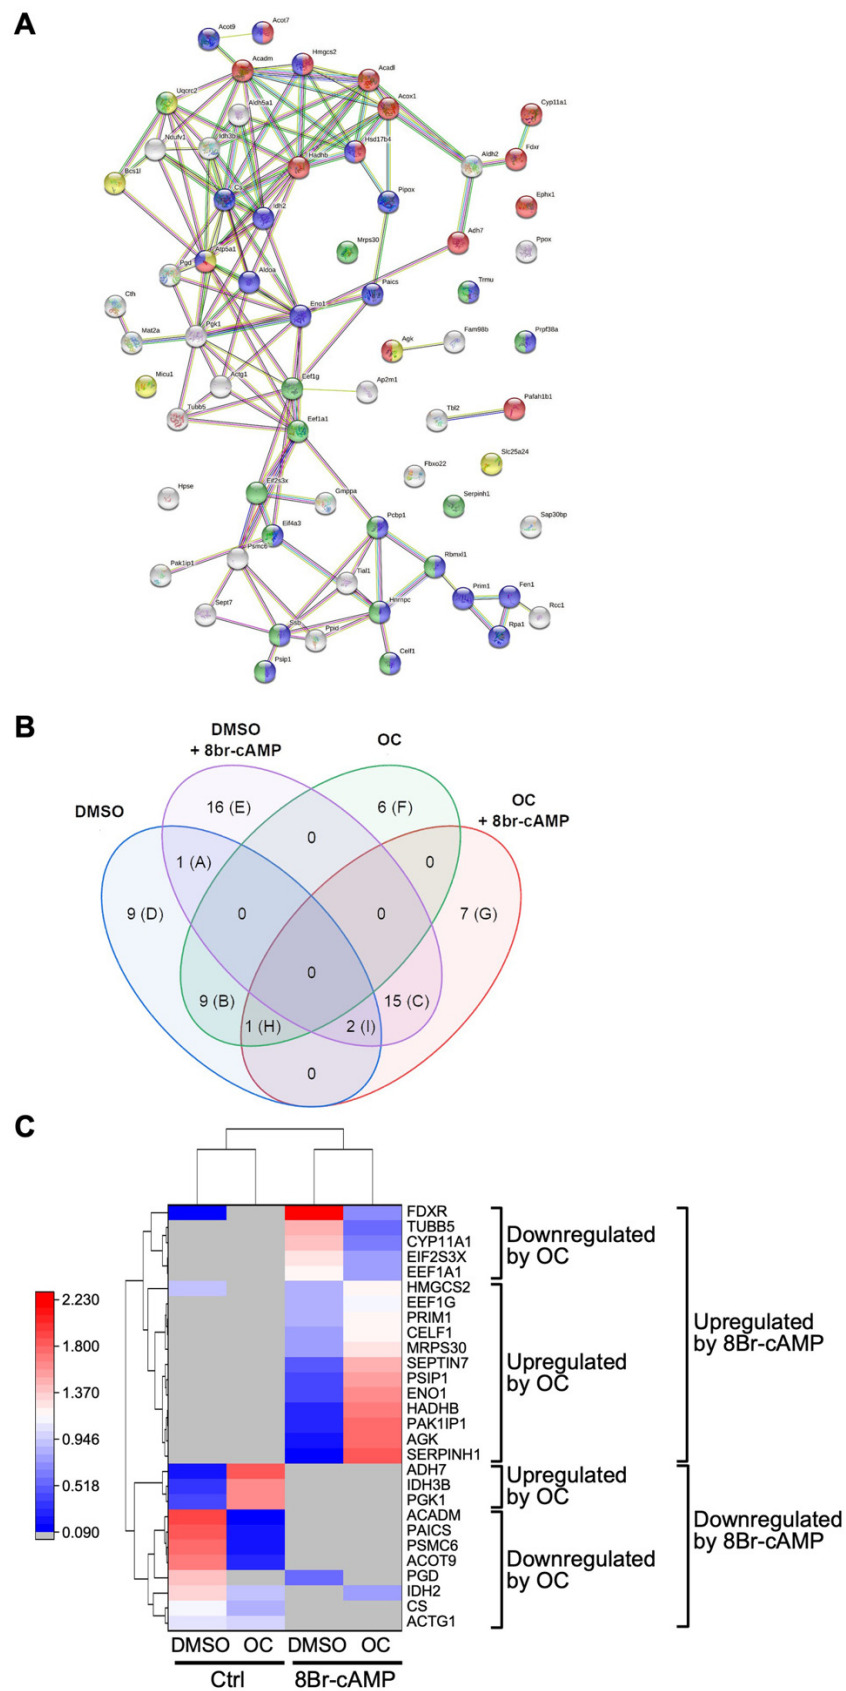 A
Acot9
Acot7
Acadm
Hmgcs2
Acadl
Uqcrc2
Aldh5a1
Acox1
Cyp11a1
Ndufv1
Idh3b
Hadhb
Hsd17b4
Aldh2
Fdxr
Bcs1l
Cs
Idh2
Pipox
Ephx1
Mrps30
Adh7
Ppox
Atp5a1
Pgd
Aldoa
Paics
Trmu
Cth
Mat2a
Pgk1
Eno1
Agk
Fam98b
Prpf38a
Micu1
Actg1
Eef1g
Ap2m1
Tubb5
Eef1a1
Tbl2
Pafah1b1
Fbxo22
Slc25a24
Hpse
Eif2s3x
Gmppa
Serpinh1
Sap30bp
Eif4a3
Pcbp1
Psmc6
Rbmxl1
Pak1ip1
Tial1
Prim1
Fen1
Sept7
Hnrnpc
Rcc1
Ssb
Ppid
Rpa1
Psip1
Celf1
B
DMSO
+ 8br-cAMP
OC
DMSO
OC
+ 8br-cAMP
16 (E)
6 (F)
0
1 (A)
0
9 (D)
0
0
7 (G)
0
9 (B)
15 (C)
1 (H)
2 (I)
0
C
2.230
1.800
1.370
0.946
0.518
0.090
FDXR
TUBB5
CYP11A1
EIF2S3X
EEF1A1
HMGCS2
EEF1G
PRIM1
CELF1
MRPS30
SEPTIN7
PSIP1
ENO1
HADHB
PAK1IP1
AGK
SERPINH1
ADH7
IDH3B
PGK1
ACADM
PAICS
PSMC6
ACOT9
PGD
IDH2
CS
ACTG1
Downregulated
by OC
Upregulated
by OC
Upregulated
by OC
Downregulated
by OC
Upregulated
by 8Br-cAMP
Downregulated
by 8Br-cAMP
DMSO OC DMSO OC
Ctrl 8Br-cAMP